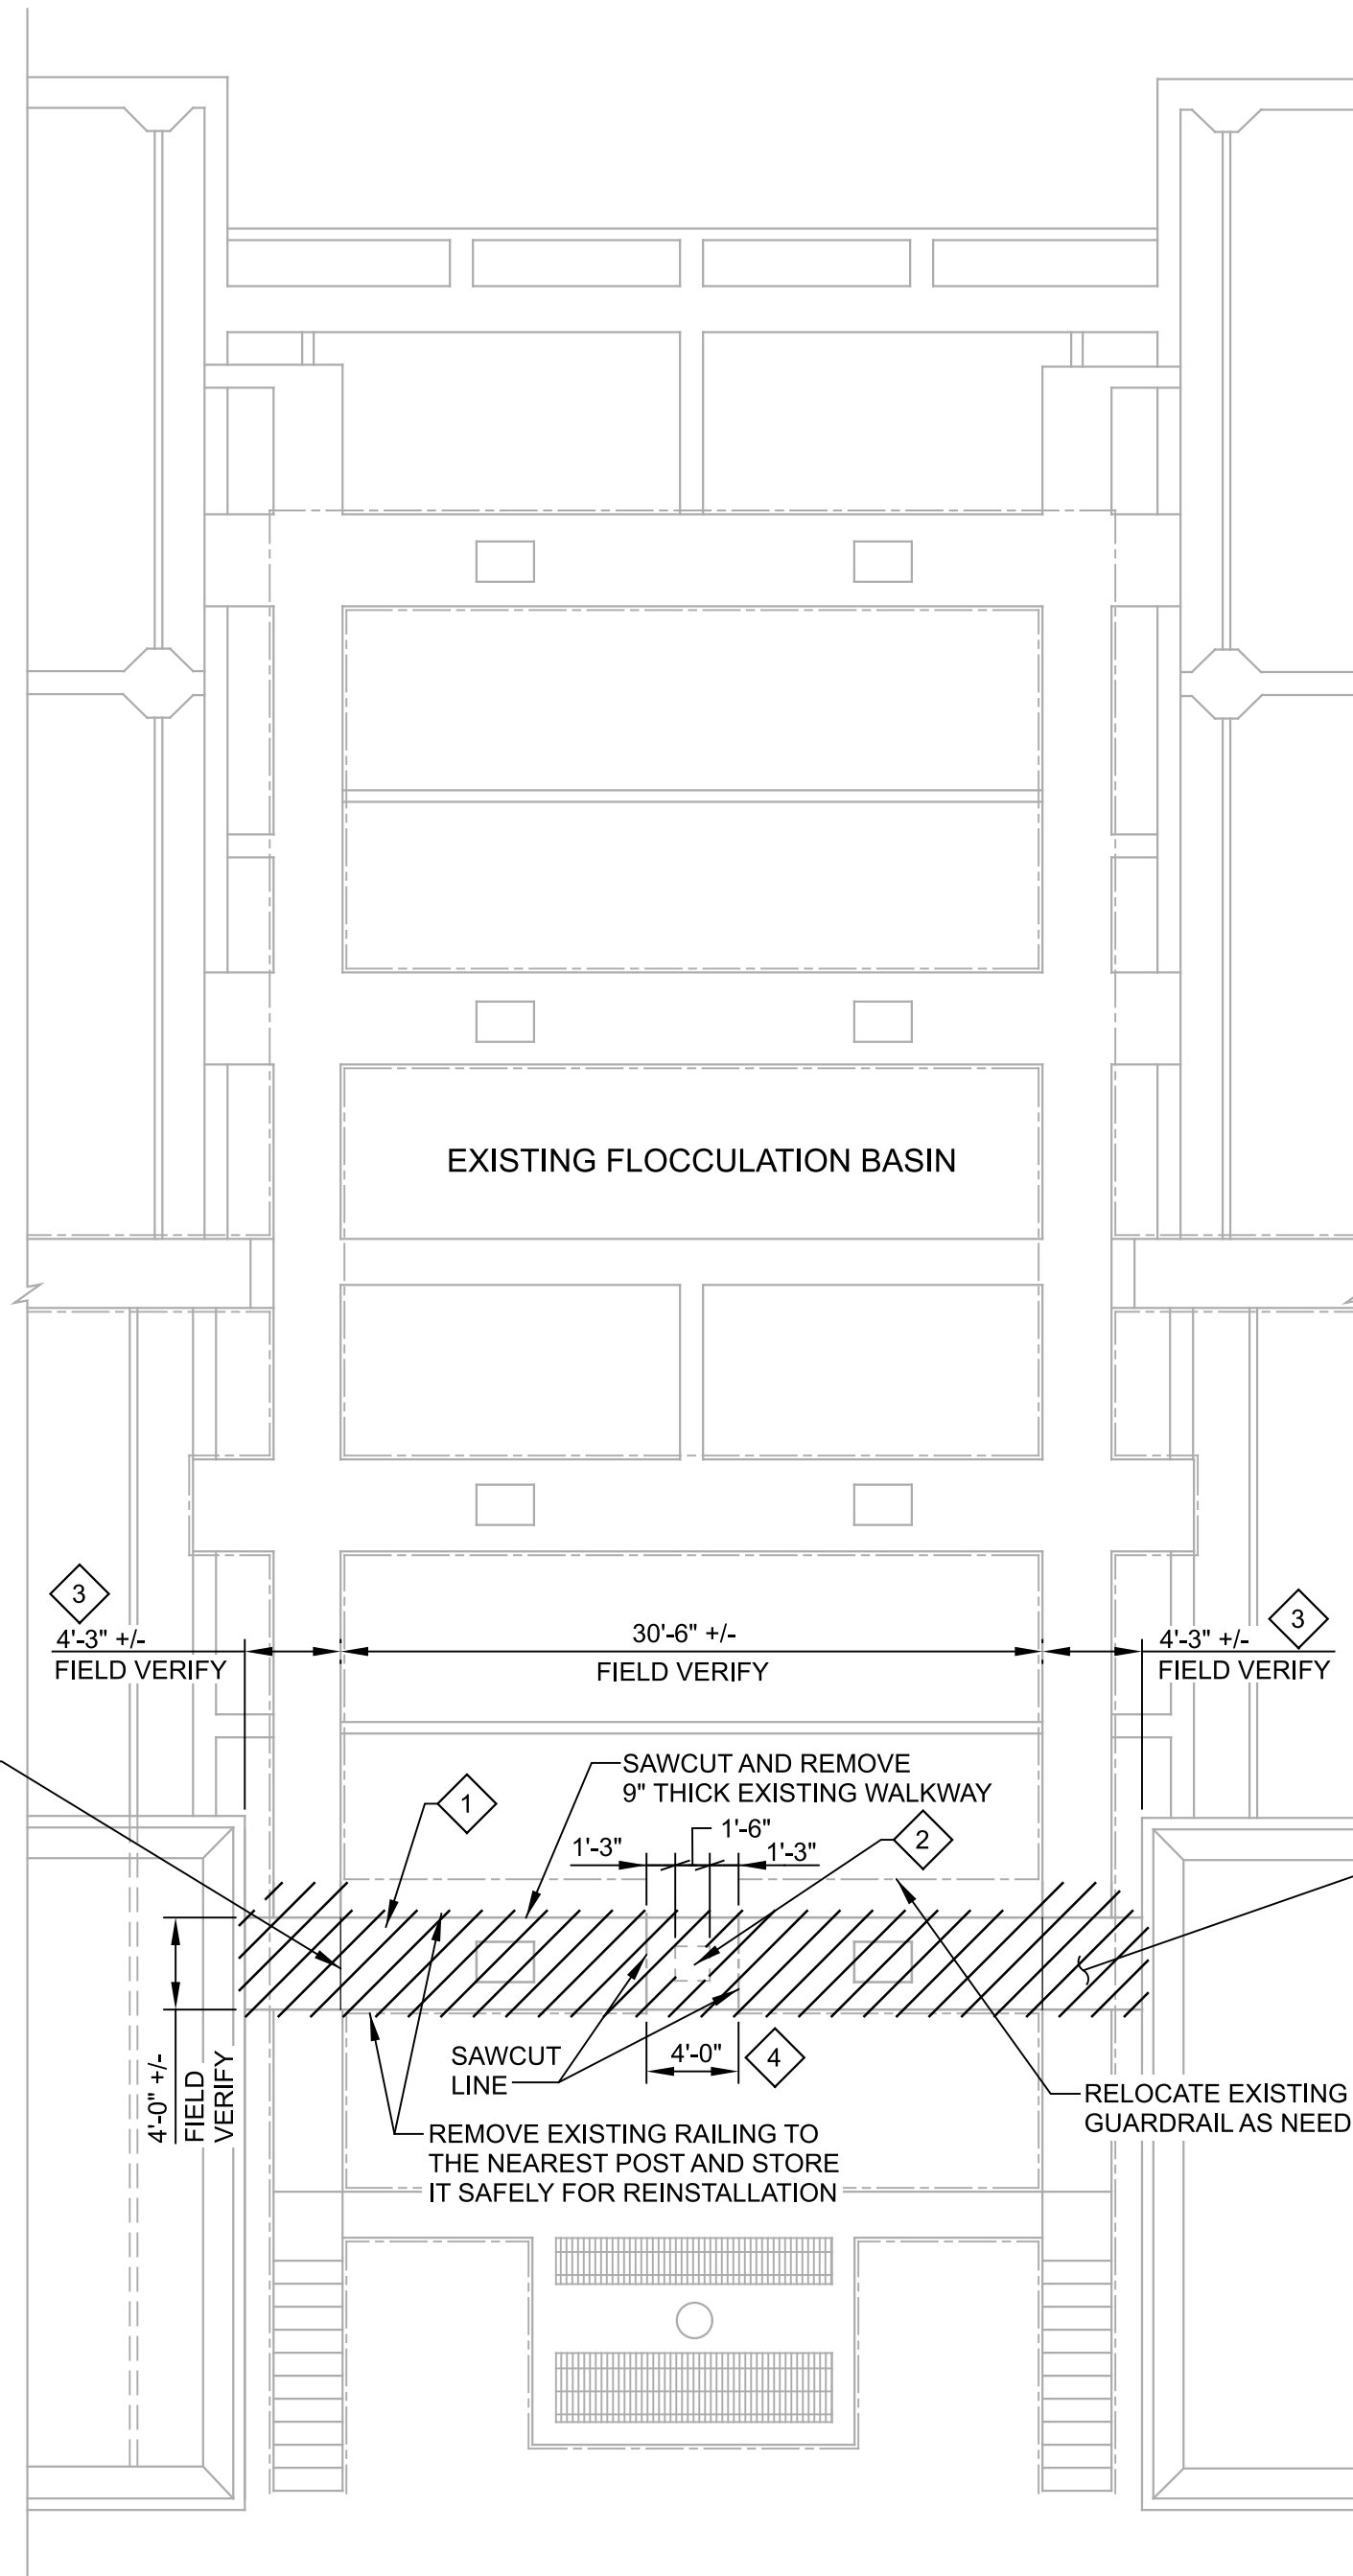 EXISTING FLOCCULATION BASIN
3
4'-3" +/-
FIELD VERIFY
30'-6" +/-
FIELD VERIFY
3
4'-3" +/-
FIELD VERIFY
SAWCUT AND REMOVE
9" THICK EXISTING WALKWAY
1
1'-3"
1'-6"
1'-3"
2
4'-0" +/-
FIELD
VERIFY
SAWCUT
LINE
4'-0"
4
REMOVE EXISTING RAILING TO
THE NEAREST POST AND STORE
IT SAFELY FOR REINSTALLATION
RELOCATE EXISTING
GUARDRAIL AS NEED